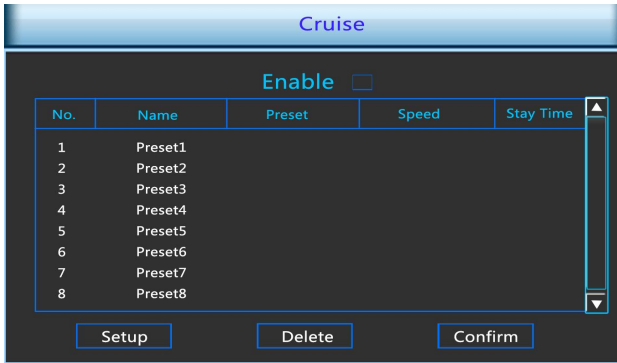 Cruise
Enable
No. Name Preset Speed Stay Time
1 Preset1
2 Preset2
3 Preset3
4 Preset4
5 Preset5
6 Preset6
7 Preset7
8 Preset8
Setup Delete Confirm